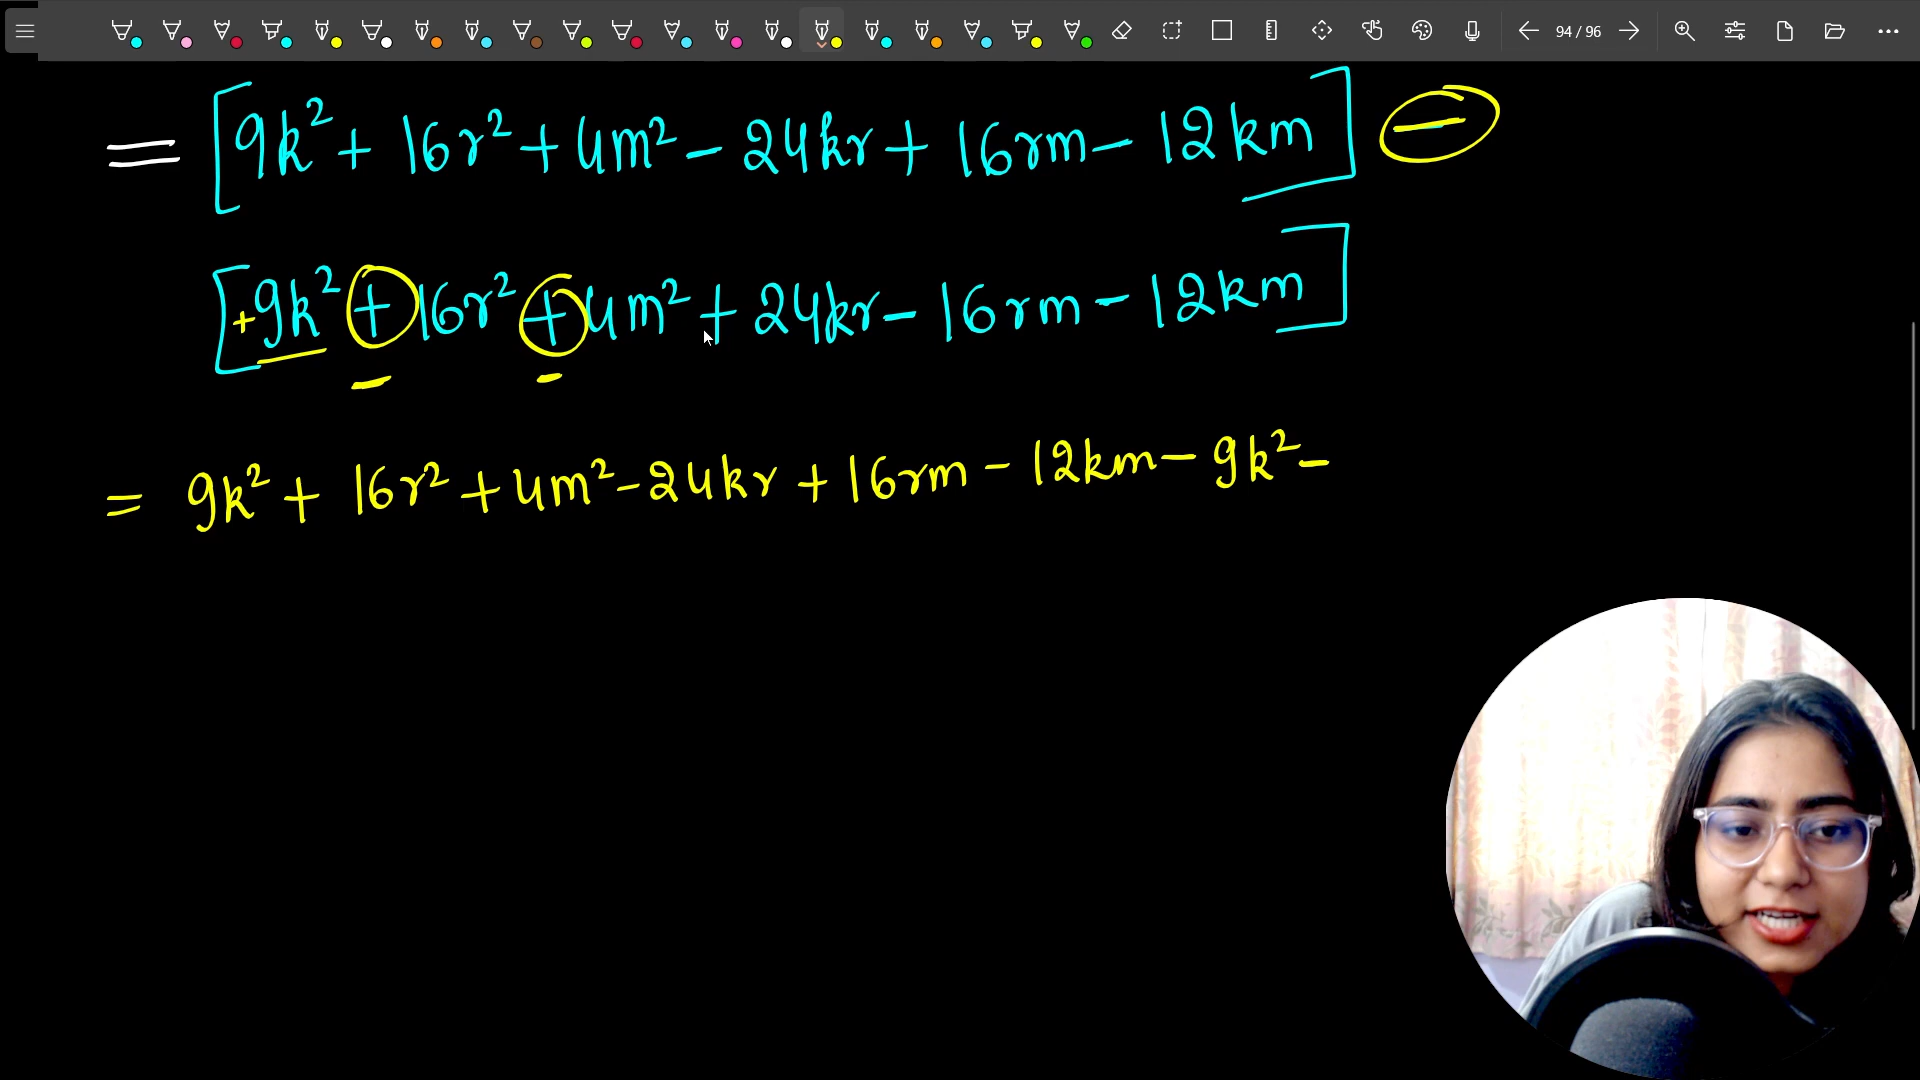 94 / 96
= [9k² + 16r² + 4m² - 24kr + 16rm - 12km] -
[+9k² + 16r² + 4m² + 24kr - 16rm - 12km]
- -
= 9k² + 16r² + 4m² - 24kr + 16rm - 12km - 9k² -